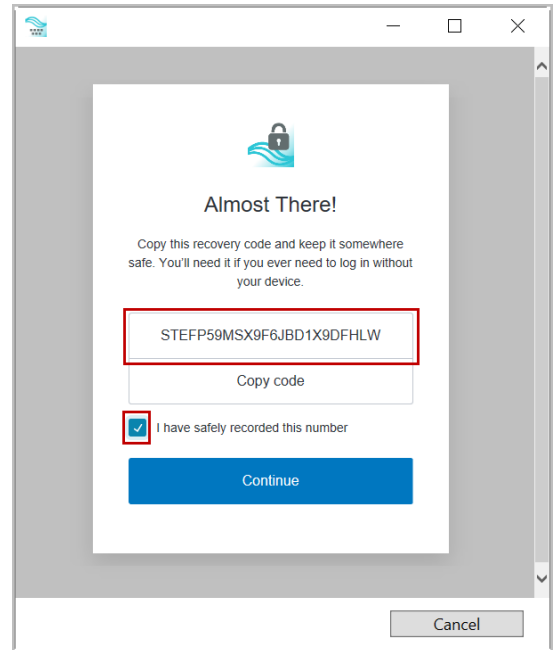 Almost There!
Copy this recovery code and keep it somewhere
safe. You’ll need it if you ever need to log in without
your device.
STEFP59MSX9F6JBD1X9DFHLW
Copy code
I have safely recorded this number
Continue
Cancel